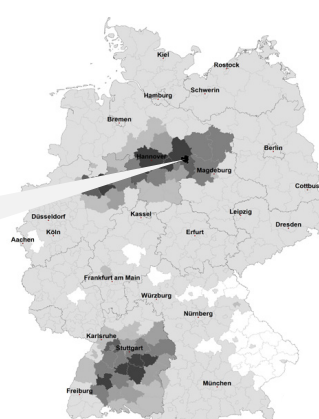 Kiel
Rostock
Hamburg
Schwerin
Bremen
Hannover
Berlin
Magdeburg
Cottbus
Düsseldorf
Kassel
Leipzig
Köln
Aachen
Erfurt
Dresden
Frankfurt am Main
Würzburg
Nürnberg
Karlsruhe
Stuttgart
Freiburg
München